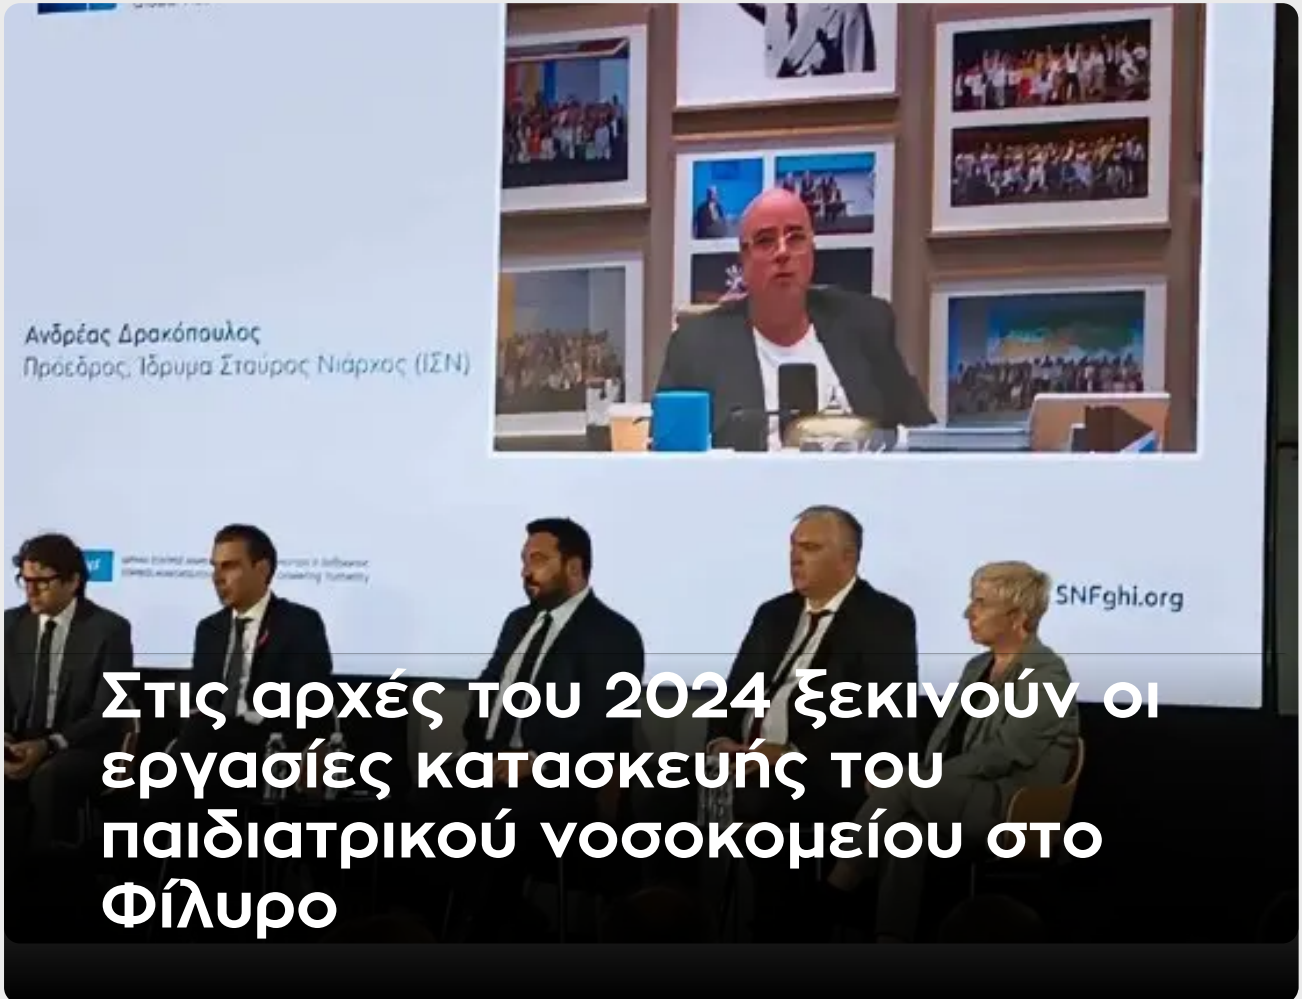 Ανδρέας Δρακόπουλος
Πρόεδρος, Ίδρυμα Σταύρος Νιάρχος (ΙΣΝ)
SNFghi.org
Στις αρχές του 2024 ξεκινούν οι
εργασίες κατασκευής του
παιδιατρικού νοσοκομείου στο
Φίλυρο